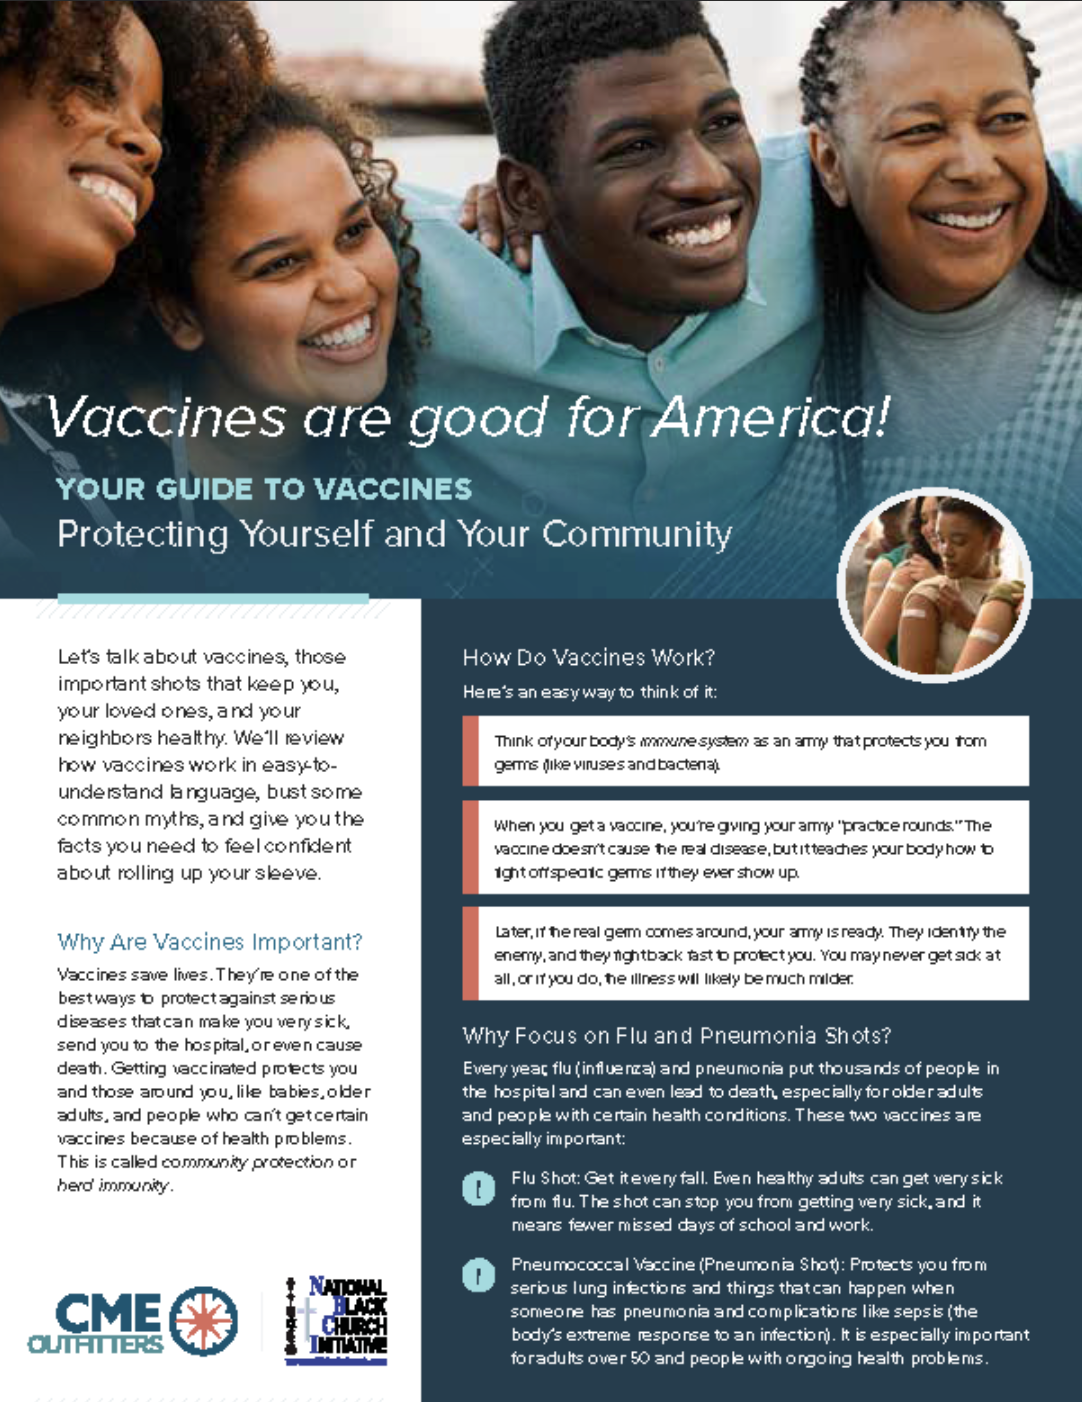 Vaccines are good for America!
YOUR GUIDE TO VACCINES
Protecting Yourself and Your Community
Let's talk about vaccines, those
important shots that keep you,
your loved ones, and your
neighbors healthy. We'll review
how vaccines work in easy-to-
understand language, bust some
common myths, and give you the
facts you need to feel confident
about rolling up your sleeve.
Why Are Vaccines Important?
Vaccines save lives. They're one of the
best ways to protect against serious
diseases that can make you very sick,
send you to the hospital, or even cause
death. Getting vaccinated protects you
and those around you, like babies, older
adults, and people who can't get certain
vaccines because of health problems.
This is called community protection or
herd immunity.
CME
OUTFITTERS
NATIONAL
BLACK
CHURCH
INITIATIVE
How Do Vaccines Work?
Here's an easy way to think of it:
Think of your body's immune system as an army that protects you from
germs (like viruses and bacteria).
When you get a vaccine, you're giving your army "practice rounds." The
vaccine doesn't cause the real disease, but it teaches your body how to
fight off specific germs if they ever show up.
Later, if the real germ comes around, your army is ready. They identify the
enemy, and they fight back fast to protect you. You may never get sick at
all, or if you do, the illness will likely be much milder.
Why Focus on Flu and Pneumonia Shots?
Every year, flu (influenza) and pneumonia put thousands of people in
the hospital and can even lead to death, especially for older adults
and people with certain health conditions. These two vaccines are
especially important:
Flu Shot: Get it every fall. Even healthy adults can get very sick
from flu. The shot can stop you from getting very sick, and it
means fewer missed days of school and work.
Pneumococcal Vaccine (Pneumonia Shot): Protects you from
serious lung infections and things that can happen when
someone has pneumonia and complications like sepsis (the
body's extreme response to an infection). It is especially important
for adults over 50 and people with ongoing health problems.